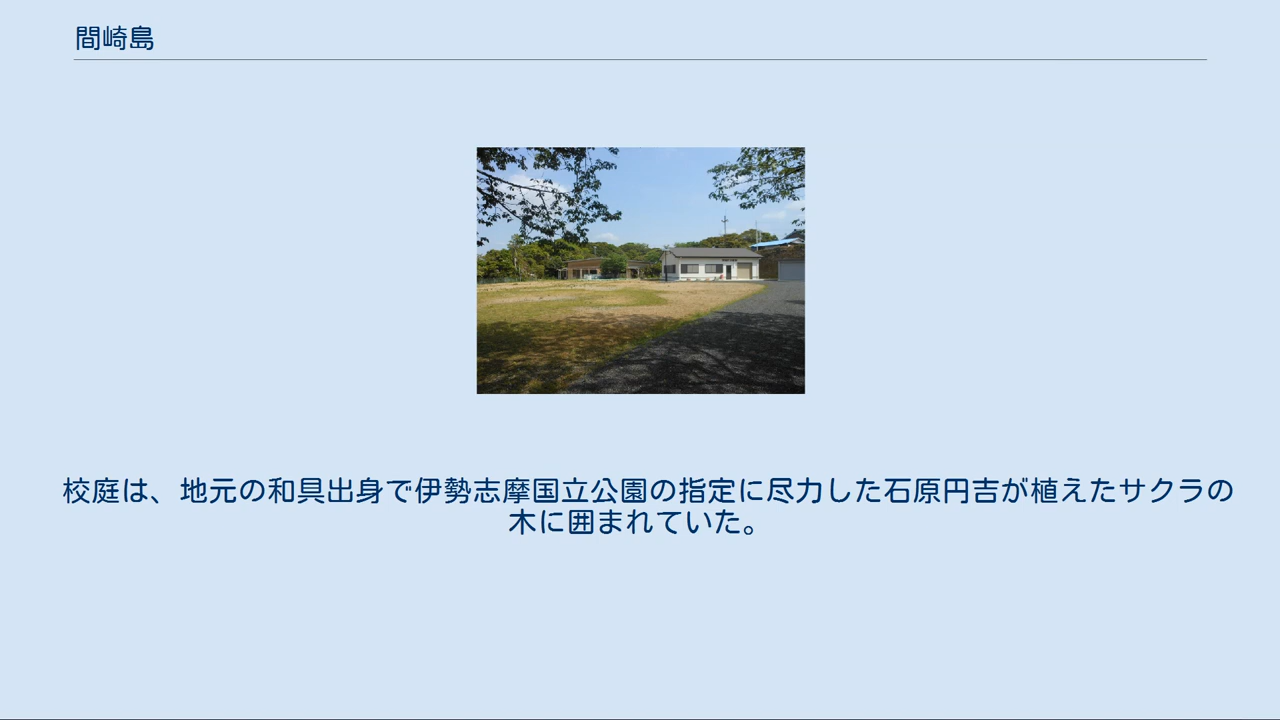 間崎島
校庭は、地元の和具出身で伊勢志摩国立公園の指定に尽力した石原円吉が植えたサクラの
木に囲まれていた。